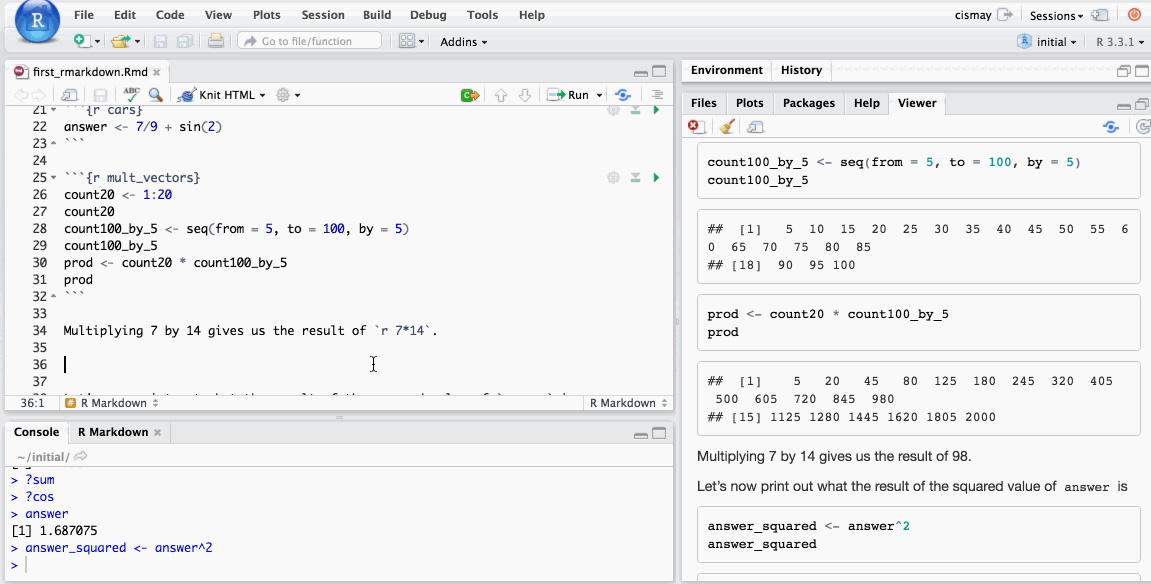 File Edit Code View Plots Session Build Debug Tools Help
cismay
Sessions
Go to file/function
Addins
initial
R 3.3.1
first_rmarkdown.Rmd
ABC
Knit HTML
Run
21 ```{r cars}
22 answer <- 7/9 + sin(2)
23 ```
24
25 ```{r mult_vectors}
26 count20 <- 1:20
27 count20
28 count100_by_5 <- seq(from = 5, to = 100, by = 5)
29 count100_by_5
30 prod <- count20 * count100_by_5
31 prod
32 ```
33
34 Multiplying 7 by 14 gives us the result of `r 7*14`.
35
36
37
36:1 # R Markdown R Markdown
Console R Markdown
~/initial/
> ?sum
> ?cos
> answer
[1] 1.687075
> answer_squared <- answer^2
>
Environment History
Files Plots Packages Help Viewer
count100_by_5 <- seq(from = 5, to = 100, by = 5)
count100_by_5
## [1] 5 10 15 20 25 30 35 40 45 50 55 6
0 65 70 75 80 85
## [18] 90 95 100
prod <- count20 * count100_by_5
prod
## [1] 5 20 45 80 125 180 245 320 405
500 605 720 845 980
## [15] 1125 1280 1445 1620 1805 2000
Multiplying 7 by 14 gives us the result of 98.
Let's now print out what the result of the squared value of answer is
answer_squared <- answer^2
answer_squared